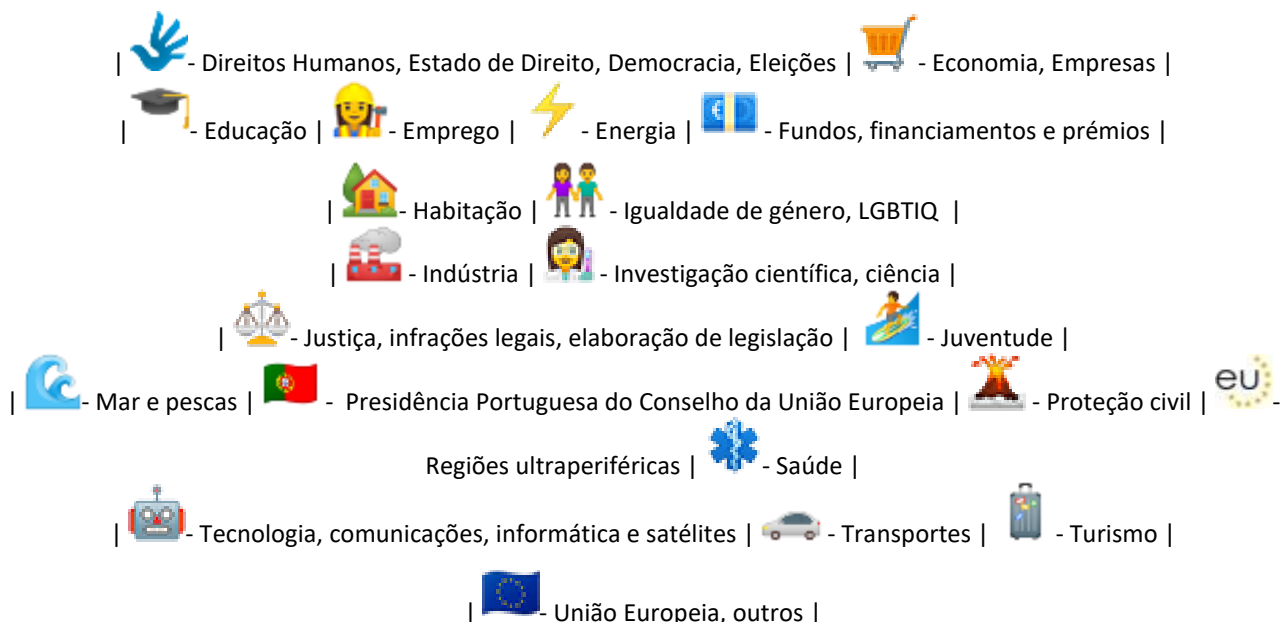 | - Direitos Humanos, Estado de Direito, Democracia, Eleições | - Economia, Empresas |
| - Educação | - Emprego | - Energia | € - Fundos, financiamentos e prémios |
| - Habitação | - Igualdade de género, LGBTIQ |
| - Indústria | - Investigação científica, ciência |
| - Justiça, infrações legais, elaboração de legislação | - Juventude |
| - Mar e pescas | - Presidência Portuguesa do Conselho da União Europeia | - Proteção civil | eu -
Regiões ultraperiféricas | - Saúde |
| - Tecnologia, comunicações, informática e satélites | - Transportes | - Turismo |
| - União Europeia, outros |